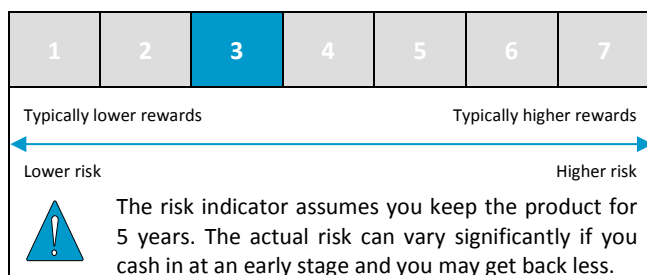 1 2 3 4 5 6 7
Typically lower rewards Typically higher rewards
Lower risk Higher risk
The risk indicator assumes you keep the product for
5 years. The actual risk can vary significantly if you
cash in at an early stage and you may get back less.